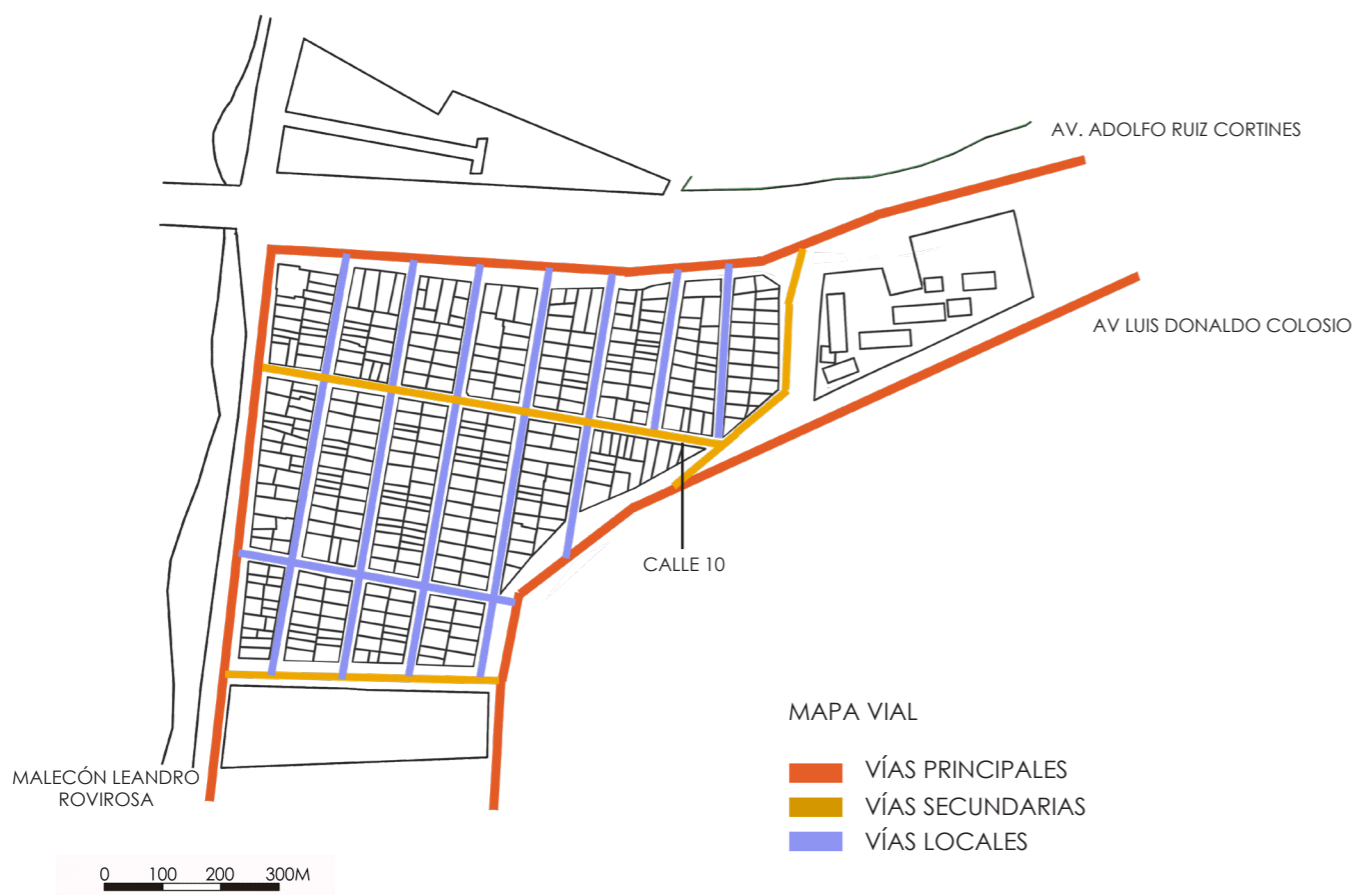 AV. ADOLFO RUIZ CORTINES
AV LUIS DONALDO COLOSIO
CALLE 10
MALECÓN LEANDRO
ROVIROSA
MAPA VIAL
VÍAS PRINCIPALES
VÍAS SECUNDARIAS
VÍAS LOCALES
0 100 200 300M